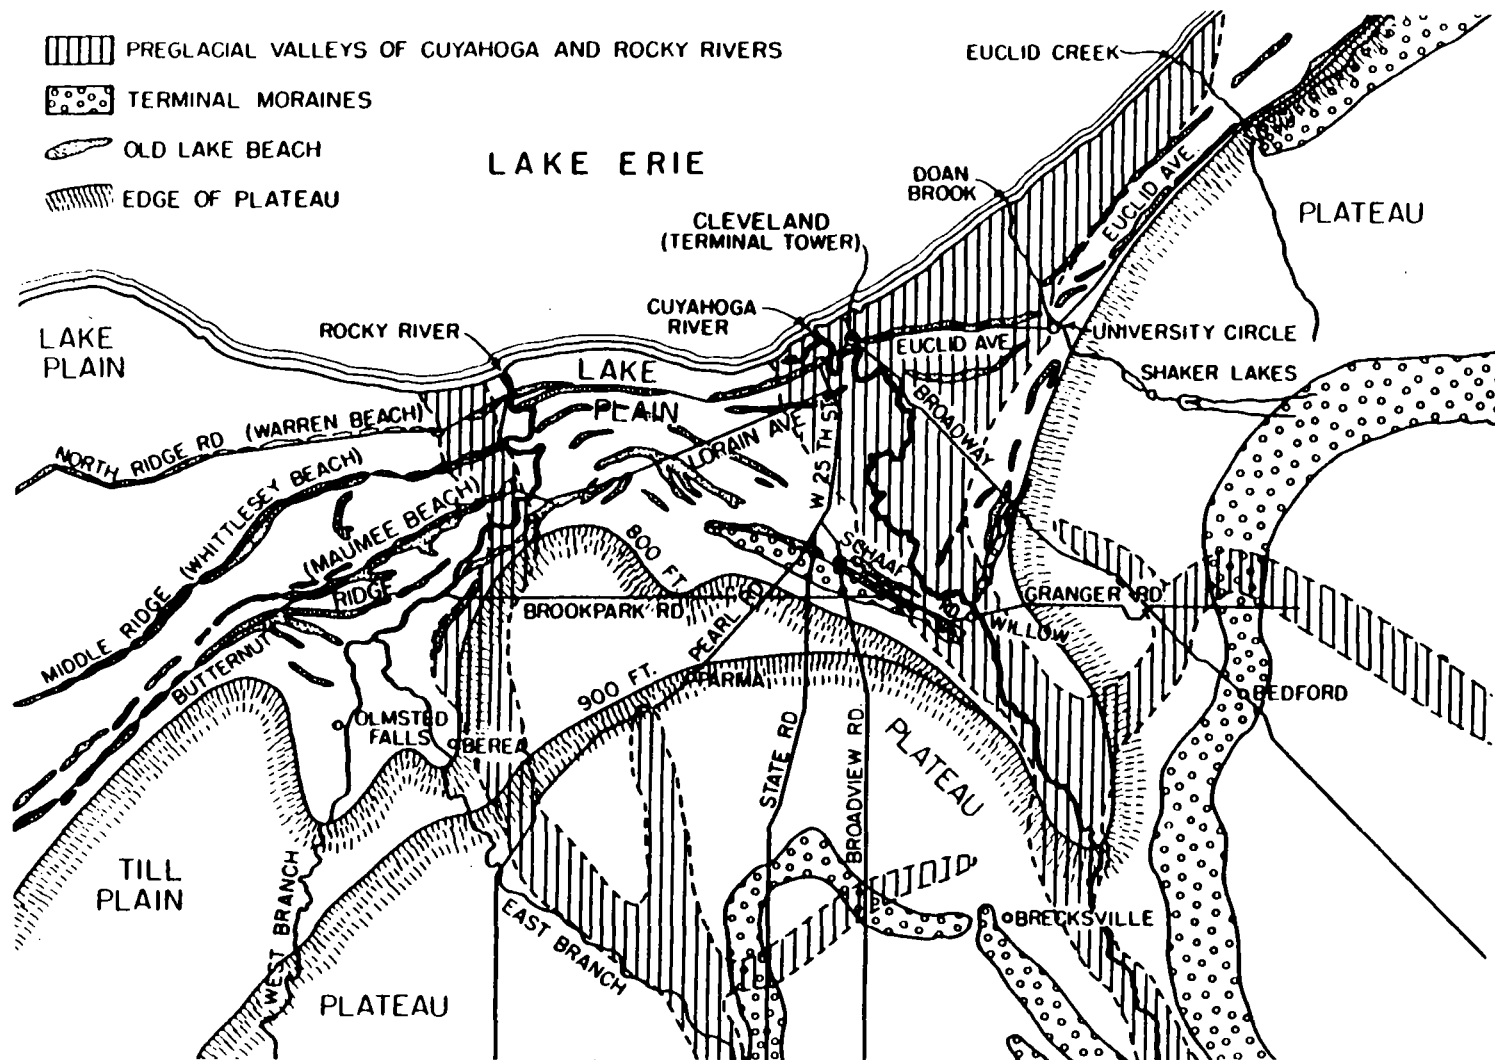 PREGLACIAL VALLEYS OF CUYAHOGA AND ROCKY RIVERS
TERMINAL MORAINES
OLD LAKE BEACH
EDGE OF PLATEAU
LAKE ERIE
EUCLID CREEK
DOAN
BROOK
EUCLID AVE.
PLATEAU
CLEVELAND
(TERMINAL TOWER)
CUYAHOGA
RIVER
ROCKY RIVER
LAKE
PLAIN
LAKE
PLAIN
EUCLID AVE
UNIVERSITY CIRCLE
SHAKER LAKES
BROADWAY
NORTH RIDGE RD (WARREN BEACH)
LORAIN AVE
W 25 TH ST
MIDDLE RIDGE (WHITTLESEY BEACH)
(MAUMEE BEACH)
BUTTERNUT RIDGE
800 FT.
SCHAAF RD
BROOKPARK RD
PEARL RD
GRANGER RD
WILLOW
900 FT.
PARMA
BEDFORD
OLMSTED
FALLS
BEREA
STATE RD
BROADVIEW RD.
PLATEAU
TILL
PLAIN
WEST BRANCH
EAST BRANCH
BRECKSVILLE
PLATEAU